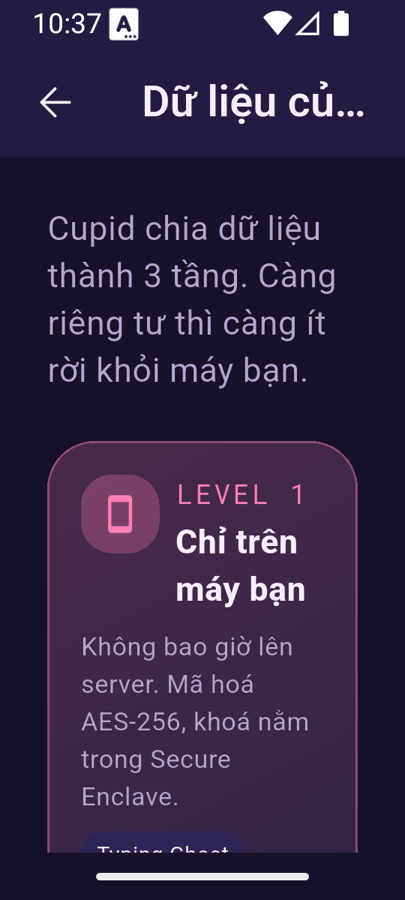 10:37 A
Dữ liệu củ...
Cupid chia dữ liệu
thành 3 tầng. Càng
riêng tư thì càng ít
rời khỏi máy bạn.
LEVEL 1
Chỉ trên
máy bạn
Không bao giờ lên
server. Mã hoá
AES-256, khoá nằm
trong Secure
Enclave.
Typing Ghost